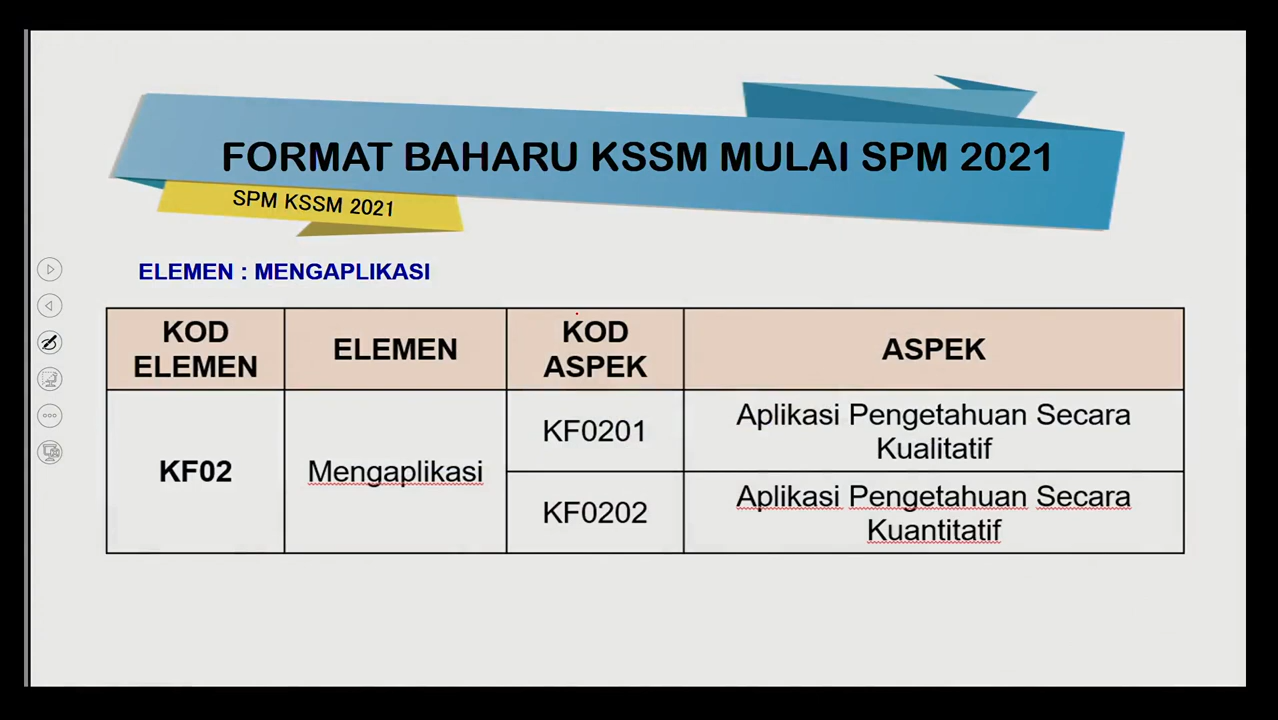 FORMAT BAHARU KSSM MULAI SPM 2021
SPM KSSM 2021
ELEMEN : MENGAPLIKASI
KOD
ELEMEN
ELEMEN
KOD
ASPEK
ASPEK
KF02
Mengaplikasi
KF0201
Aplikasi Pengetahuan Secara
Kualitatif
KF0202
Aplikasi Pengetahuan Secara
Kuantitatif